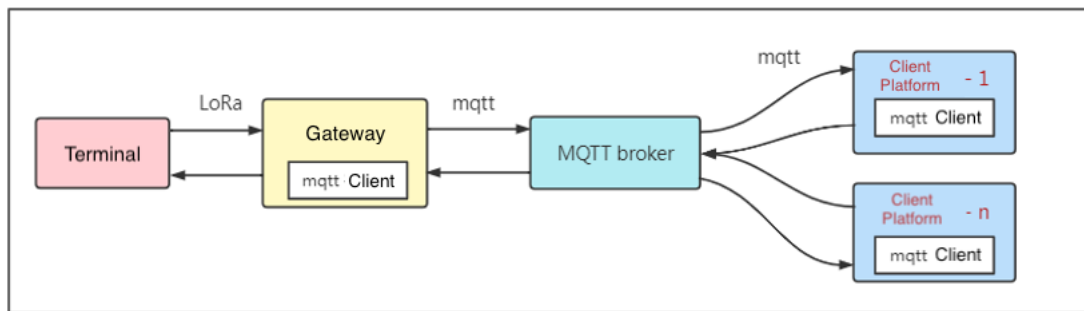 Terminal
LoRa
Gateway
mqtt Client
mqtt
MQTT broker
mqtt
Client
Platform - 1
mqtt Client
Client
Platform - n
mqtt Client